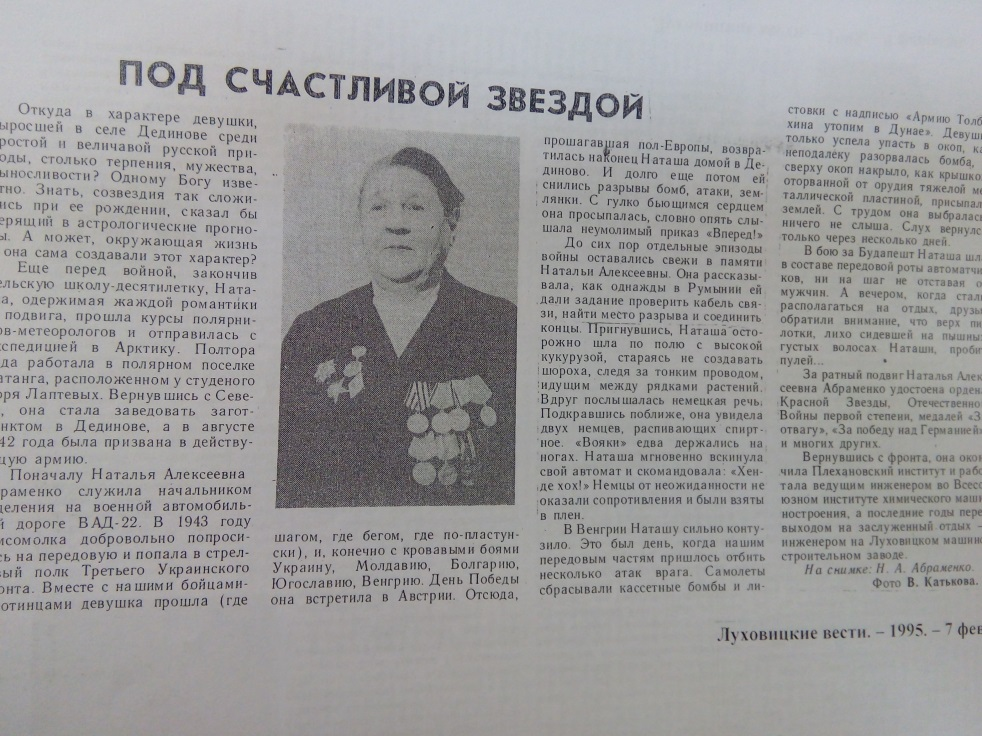 ПОД СЧАСТЛИВОЙ ЗВЕЗДОЙ
Откуда в характере девушки,
ыросшей в селе Дединове среди
ростой и величавой русской при-
оды, столько терпения, мужества,
ыносливости? Одному Богу изве-
тно. Знать, созвездия так сложи-
ись при ее рождении, сказал бы
ерящий в астрологические прогно-
ы. А может, окружающая жизнь
она сама создавали этот характер?
Еще перед войной, закончив
ельскую школу-десятилетку, Ната-
а, одержимая жаждой романтики
подвига, прошла курсы полярни-
ов-метеорологов и отправилась с
кспедицией в Арктику. Полтора
да работала в полярном поселке
атанга, расположенном у студеного
оря Лаптевых. Вернувшись с Севе-
, она стала заведовать загот-
нктом в Дединове, а в августе
42 года была призвана в действу-
щую армию.
Поначалу Наталья Алексеевна
раменко служила начальником
деления на военной автомобиль-
й дороге ВАД-22. В 1943 году
мсомолка добровольно попроси-
сь на передовую и попала в стрел-
вый полк Третьего Украинского
онта. Вместе с нашими бойцами-
отинцами девушка прошла (где
шагом, где бегом, где по-пластун-
ски), и, конечно с кровавыми боями
Украину, Молдавию, Болгарию,
Югославию, Венгрию. День Победы
она встретила в Австрии. Отсюда,
прошагавшая пол-Европы, возвра-
тилась наконец Наташа домой в Де-
диново. И долго еще потом ей
снились разрывы бомб, атаки, зем-
лянки. С гулко бьющимся сердцем
она просыпалась, словно опять слы-
шала неумолимый приказ «Вперед!»
До сих пор отдельные эпизоды
войны оставались свежи в памяти
Натальи Алексеевны. Она рассказы-
вала, как однажды в Румынии ей
дали задание проверить кабель свя-
зи, найти место разрыва и соединить
концы. Пригнувшись, Наташа осто-
рожно шла по полю с высокой
кукурузой, стараясь не создавать
шороха, следя за тонким проводом,
идущим между рядками растений.
Вдруг послышалась немецкая речь.
Подкравшись поближе, она увидела
двух немцев, распивающих спирт-
ное. «Вояки» едва держались на
ногах. Наташа мгновенно вскинула
свой автомат и скомандовала: «Хен-
де хох!» Немцы от неожиданности не
оказали сопротивления и были взяты
в плен.
В Венгрии Наташу сильно конту-
зило. Это был день, когда нашим
передовым частям пришлось отбить
несколько атак врага. Самолеты
сбрасывали кассетные бомбы и ли-
стовки с надписью «Армию Толб
хина утопим в Дунае». Девуш
только успела упасть в окоп, ка
неподалеку разорвалась бомба,
сверху окоп накрыло, как крышко
оторванной от орудия тяжелой ме
таллической пластиной, присыпал
землей. С трудом она выбралась
ничего не слыша. Слух вернулс
только через несколько дней.
В бою за Будапешт Наташа шл
в составе передовой роты автоматчи
ков, ни на шаг не отставая о
мужчин. А вечером, когда стали
располагаться на отдых, друзья
обратили внимание, что верх пи
лотки, лихо сидевшей на пышны
густых волосах Наташи, проби
пулей...
За ратный подвиг Наталья Алек
сеевна Абраменко удостоена ордена
Красной Звезды, Отечественно
Войны первой степени, медалей «За
отвагу», «За победу над Германией»
и многих других.
Вернувшись с фронта, она окон
чила Плехановский институт и рабо
тала ведущим инженером во Всесо
юзном институте химического маши
ностроения, а последние годы пере
выходом на заслуженный отдых -
инженером на Луховицком машино
строительном заводе.
На снимке: Н. А. Абраменко.
Фото В. Катькова.
Луховицкие вести. – 1995. – 7 фев